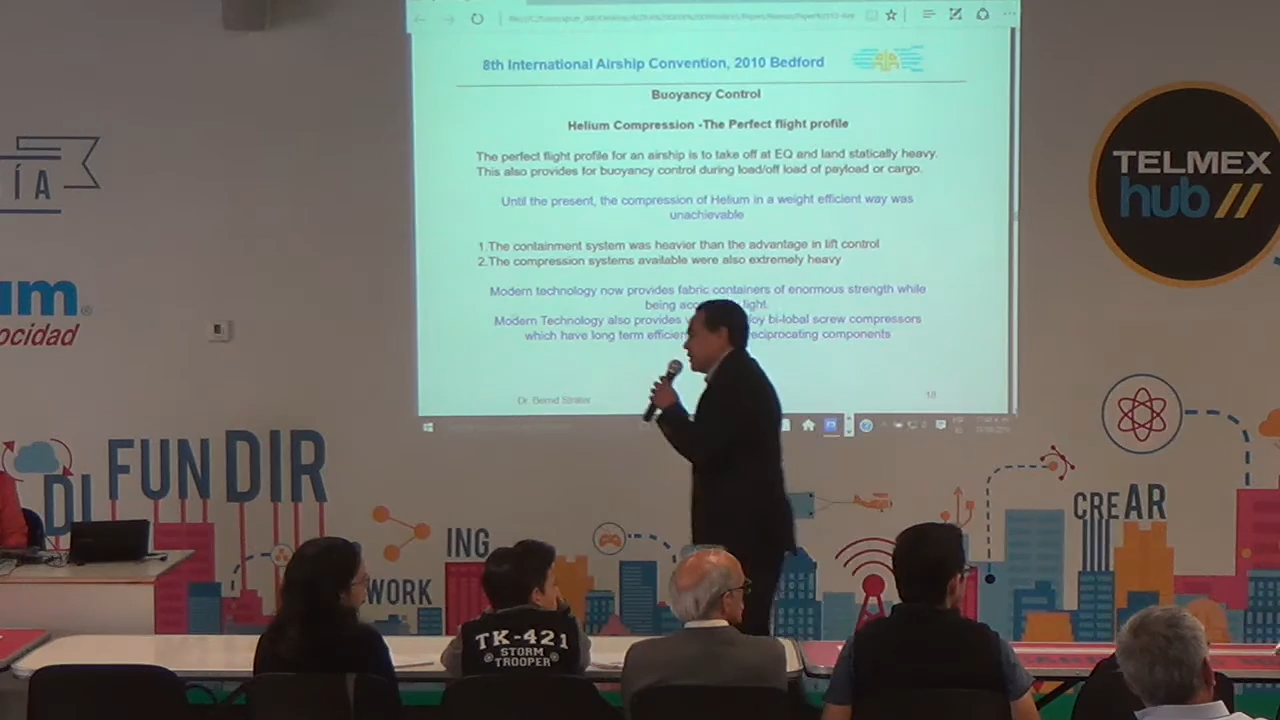 8th International Airship Convention, 2010 Bedford
Buoyancy Control
Helium Compression -The Perfect flight profile
The perfect flight profile for an airship is to take off at EQ and land statically heavy.
This also provides for buoyancy control during load/off load of payload or cargo.
Until the present, the compression of Helium in a weight efficient way was
unachievable
1.The containment system was heavier than the advantage in lift control
2.The compression systems available were also extremely heavy
Modern technology now provides fabric containers of enormous strength while
being light.
Modern Technology also provides bi-lobal screw compressors
which have long term reciprocating components
Dr. Bernd Sträter
TELMEX
hub //
ÍA
um®
ocidad
DI
FUNDIR
ING
WORK
CREAR
TK-421
STORM
TROOPER